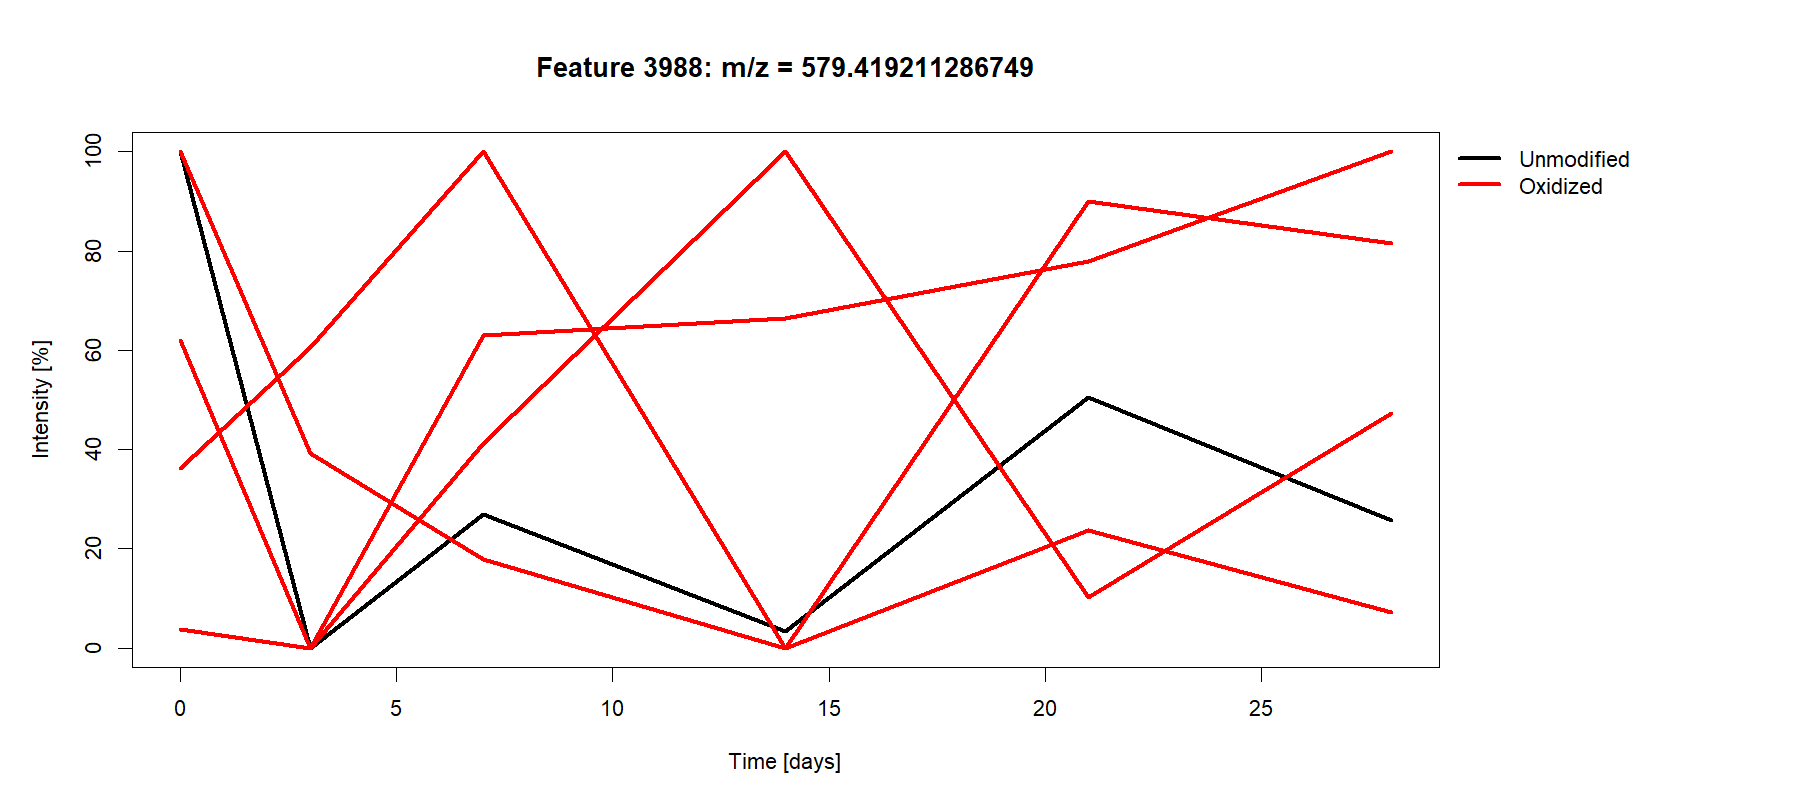 Feature 3988: m/z = 579.419211286749
Unmodified
Oxidized
Intensity [%]
100
80
60
40
20
0
0 5 10 15 20 25
Time [days]